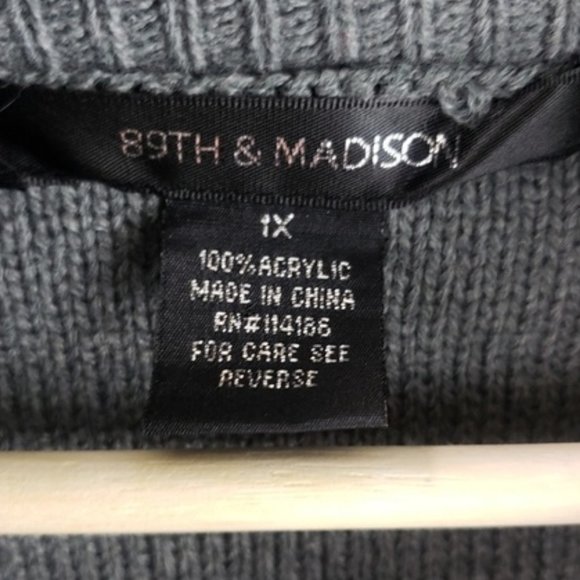 89TH & MADISON
1X
100% ACRYLIC
MADE IN CHINA
RN#114186
FOR CARE SEE
REVERSE